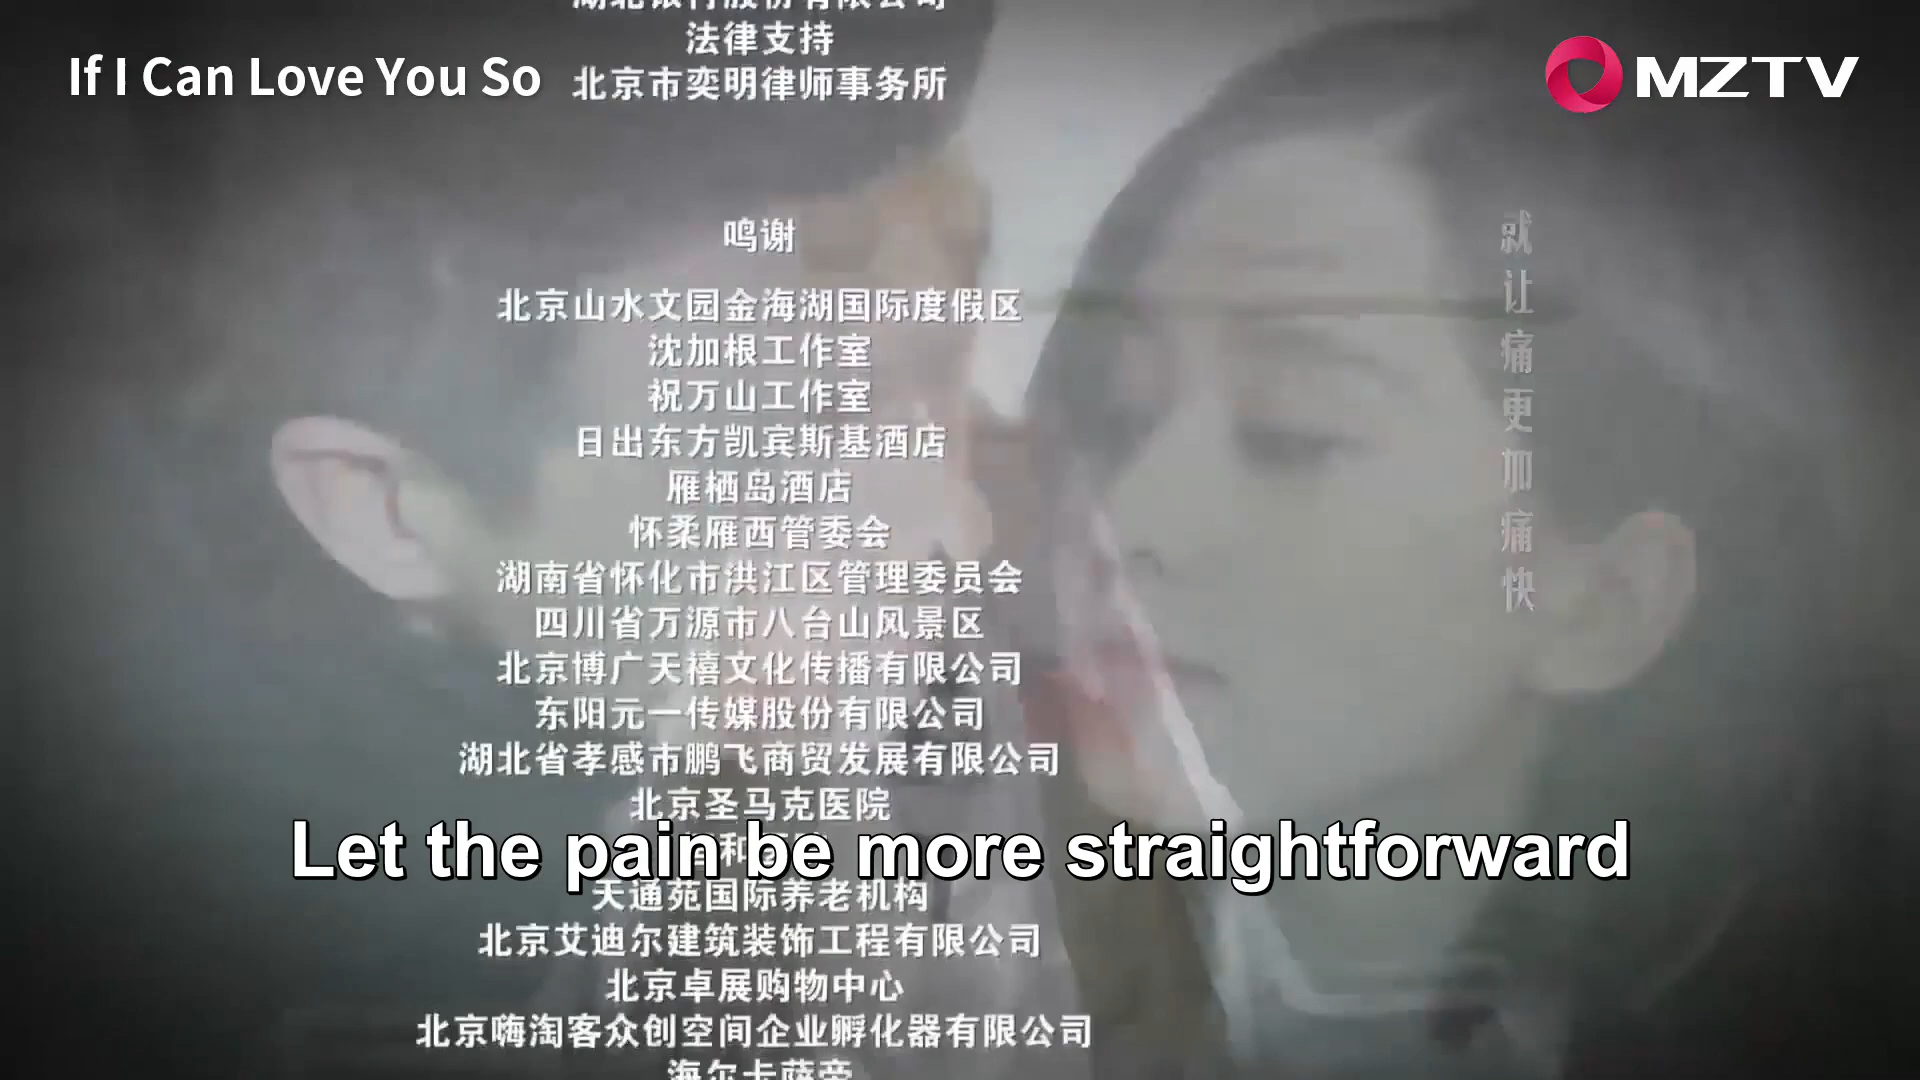 法律支持
If I Can Love You So
北京市奕明律师事务所
MZTV
鸣谢
北京山水文园金海湖国际度假区
沈加根工作室
祝万山工作室
日出东方凯宾斯基酒店
雁栖岛酒店
怀柔雁西管委会
湖南省怀化市洪江区管理委员会
四川省万源市八台山风景区
北京博广天禧文化传播有限公司
东阳元一传媒股份有限公司
湖北省孝感市鹏飞商贸发展有限公司
北京圣马克医院
天通苑国际养老机构
北京艾迪尔建筑装饰工程有限公司
北京卓展购物中心
北京嗨淘客众创空间企业孵化器有限公司
就让痛更加痛快
Let the pain be more straightforward